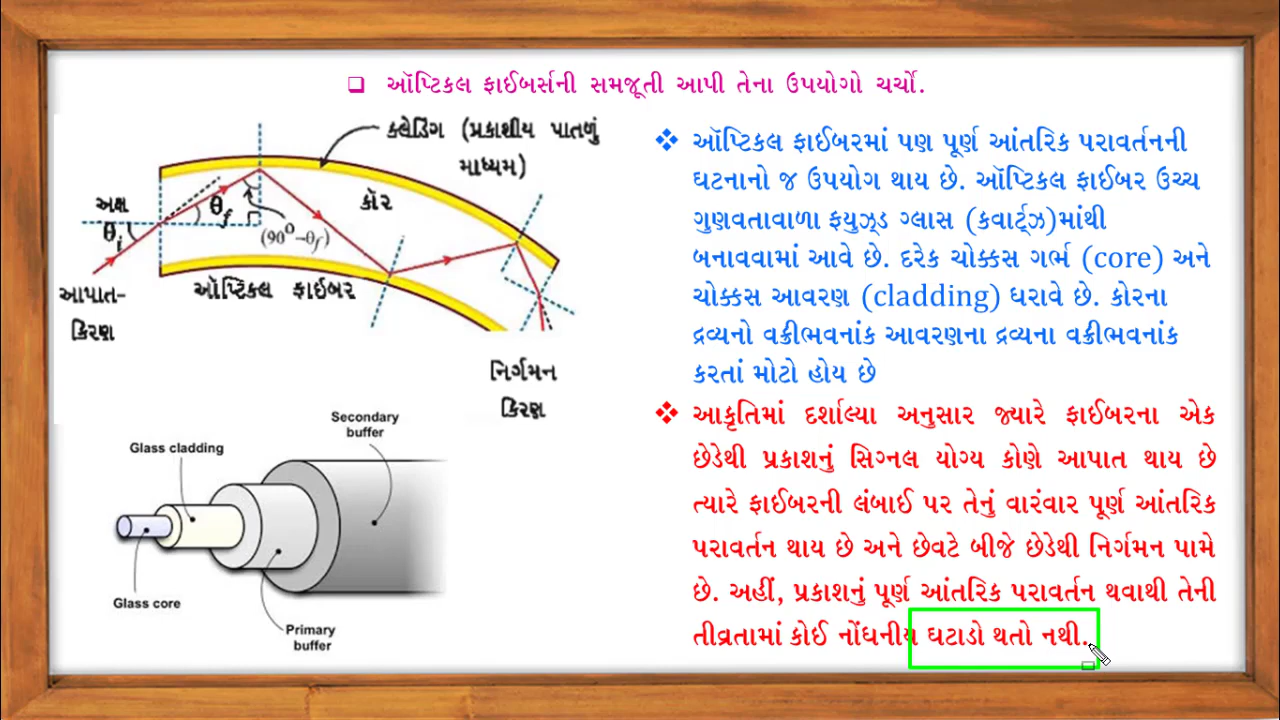 ❑ ઑપ્ટિકલ ફાઈબર્સની સમજૂતી આપી તેના ઉપયોગો ચર્ચો.
ક્લેડિંગ (પ્રકાશીય પાતળું
માધ્યમ)
કૉર
અક્ષ
θi
θf
(90°–θf)
આપાત-
કિરણ
ઑપ્ટિકલ ફાઈબર
નિર્ગમન
કિરણ
Secondary
buffer
Glass cladding
Glass core
Primary
buffer
❖ ઑપ્ટિકલ ફાઈબરમાં પણ પૂર્ણ આંતરિક પરાવર્તનની
ઘટનાનો જ ઉપયોગ થાય છે. ઑપ્ટિકલ ફાઈબર ઉચ્ચ
ગુણવતાવાળા ફ્યુઝ્ડ ગ્લાસ (કવાર્ટ્ઝ)માંથી
બનાવવામાં આવે છે. દરેક ચોક્કસ ગર્ભ (core) અને
ચોક્કસ આવરણ (cladding) ધરાવે છે. કોરના
દ્રવ્યનો વક્રીભવનાંક આવરણના દ્રવ્યના વક્રીભવનાંક
કરતાં મોટો હોય છે
❖ આકૃતિમાં દર્શાવ્યા અનુસાર જ્યારે ફાઈબરના એક
છેડેથી પ્રકાશનું સિગ્નલ યોગ્ય કોણે આપાત થાય છે
ત્યારે ફાઈબરની લંબાઈ પર તેનું વારંવાર પૂર્ણ આંતરિક
પરાવર્તન થાય છે અને છેવટે બીજે છેડેથી નિર્ગમન પામે
છે. અહીં, પ્રકાશનું પૂર્ણ આંતરિક પરાવર્તન થવાથી તેની
તીવ્રતામાં કોઈ નોંધનીય ઘટાડો થતો નથી.